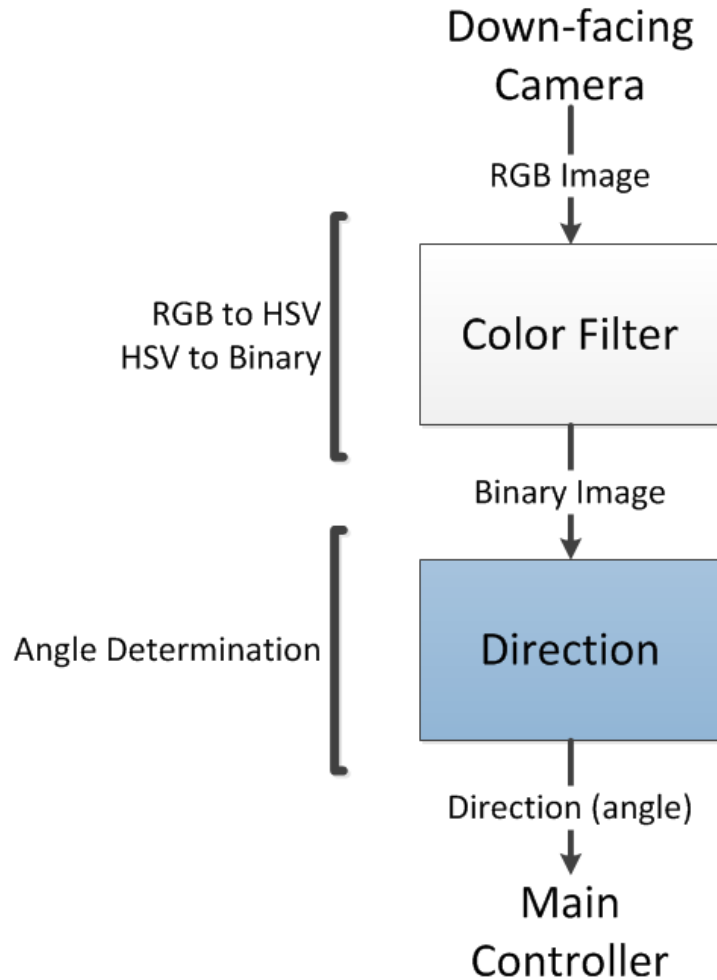 Down-facing
Camera
RGB Image
RGB to HSV
HSV to Binary
Color Filter
Binary Image
Angle Determination
Direction
Direction (angle)
Main
Controller